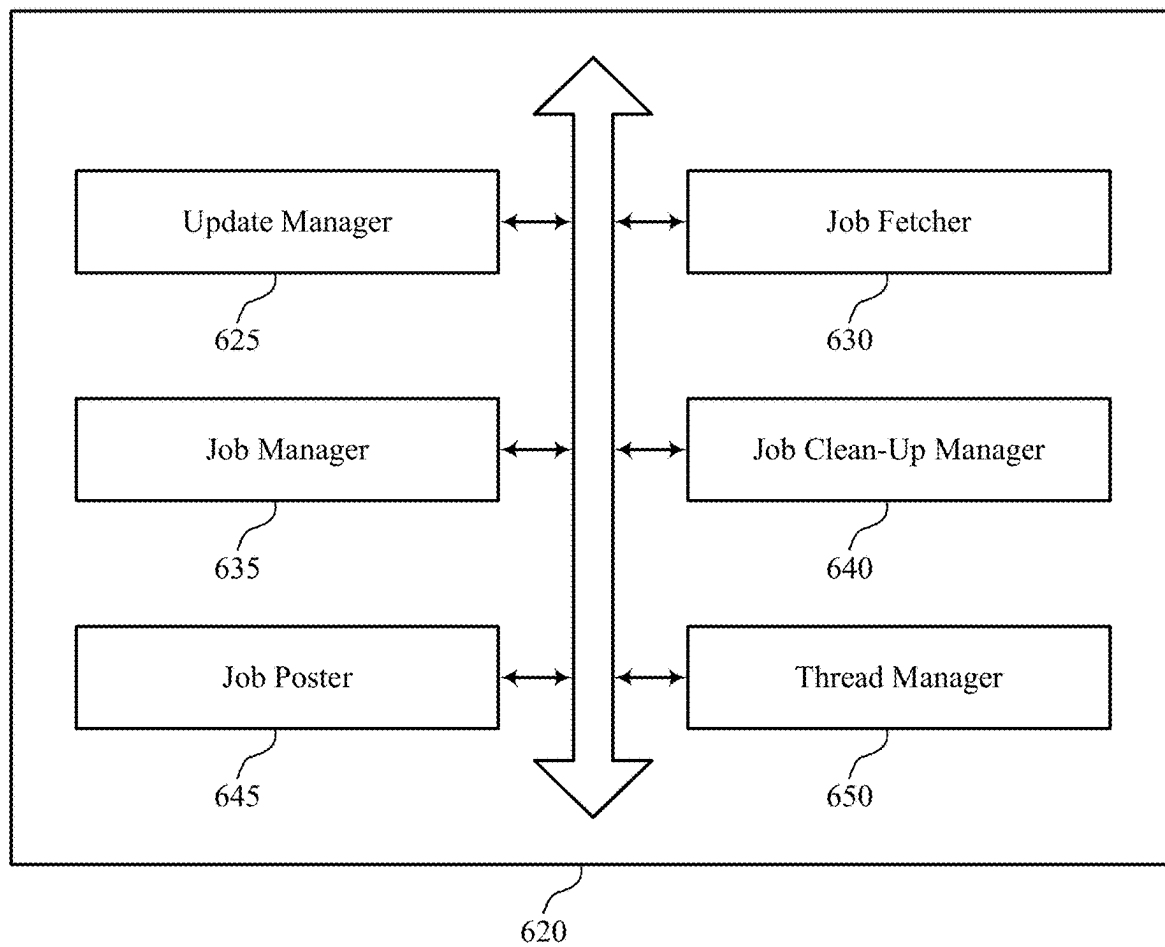 Update Manager
Job Fetcher
625
630
Job Manager
Job Clean-Up Manager
635
640
Job Poster
Thread Manager
645
650
620